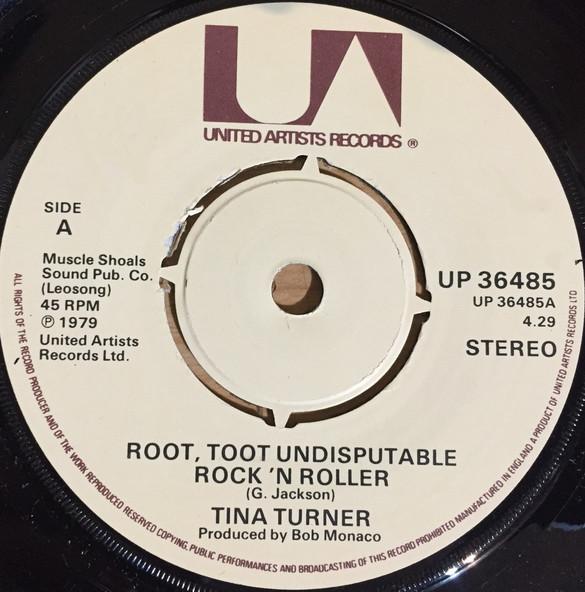 UA
UNITED ARTISTS RECORDS ®
SIDE
A
Muscle Shoals
Sound Pub. Co.
(Leosong)
45 RPM
℗ 1979
United Artists
Records Ltd.
UP 36485
UP 36485A
4.29
STEREO
ROOT, TOOT UNDISPUTABLE
ROCK 'N ROLLER
(G. Jackson)
TINA TURNER
Produced by Bob Monaco
ALL RIGHTS OF THE RECORD PRODUCER AND OF THE WORK REPRODUCED RESERVED COPYING, PUBLIC PERFORMANCES AND BROADCASTING OF THIS RECORD PROHIBITED MANUFACTURED IN ENGLAND A PRODUCT OF UNITED ARTISTS RECORDS LTD